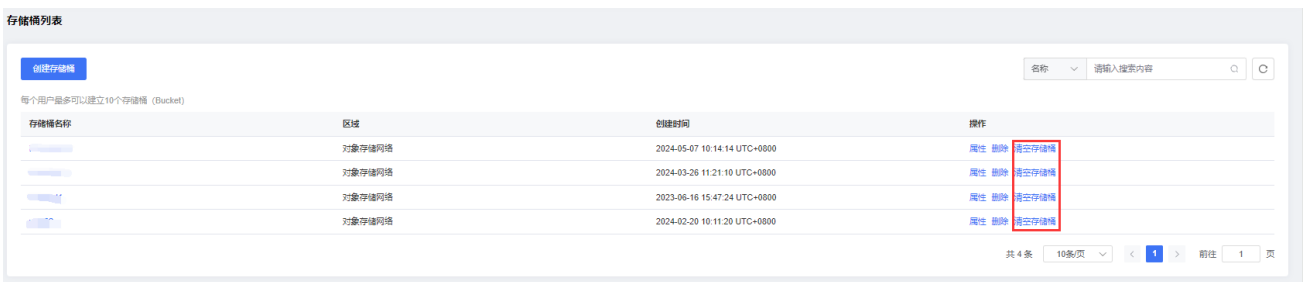 存储桶列表
创建存储桶
名称 请输入搜索内容
每个用户最多可以建立10个存储桶（Bucket）
存储桶名称 区域 创建时间 操作
对象存储网络 2024-05-07 10:14:14 UTC+0800 属性 删除 清空存储桶
对象存储网络 2024-03-26 11:21:10 UTC+0800 属性 删除 清空存储桶
对象存储网络 2023-06-16 15:47:24 UTC+0800 属性 删除 清空存储桶
对象存储网络 2024-02-20 10:11:20 UTC+0800 属性 删除 清空存储桶
共 4 条 10条/页 < 1 > 前往 1 页